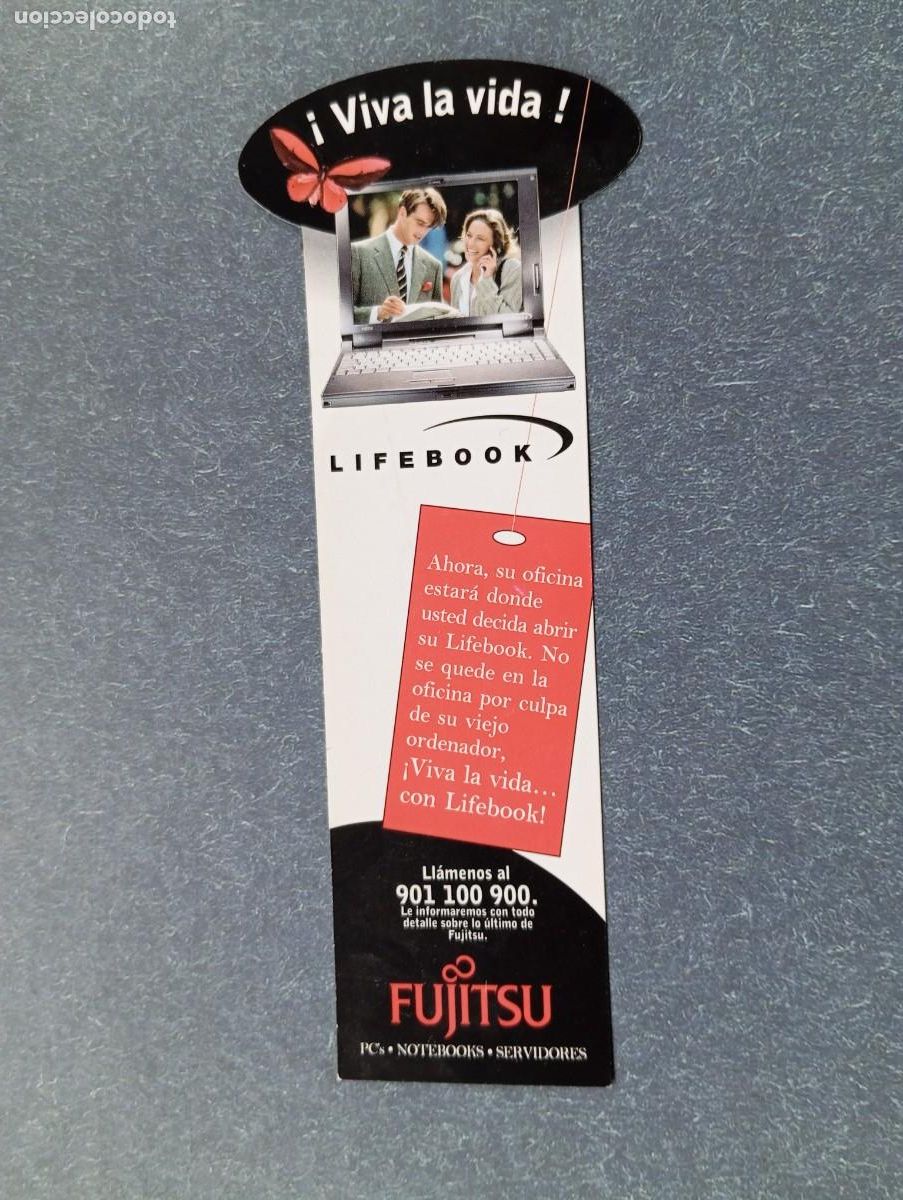 todocoleccion
¡ Viva la vida !
LIFEBOOK
Ahora, su oficina
estará donde
usted decida abrir
su Lifebook. No
se quede en la
oficina por culpa
de su viejo
ordenador,
¡Viva la vida...
con Lifebook!
Llámenos al
901 100 900.
Le informaremos con todo
detalle sobre lo último de
Fujitsu.
FUJITSU
PC's • NOTEBOOKS • SERVIDORES